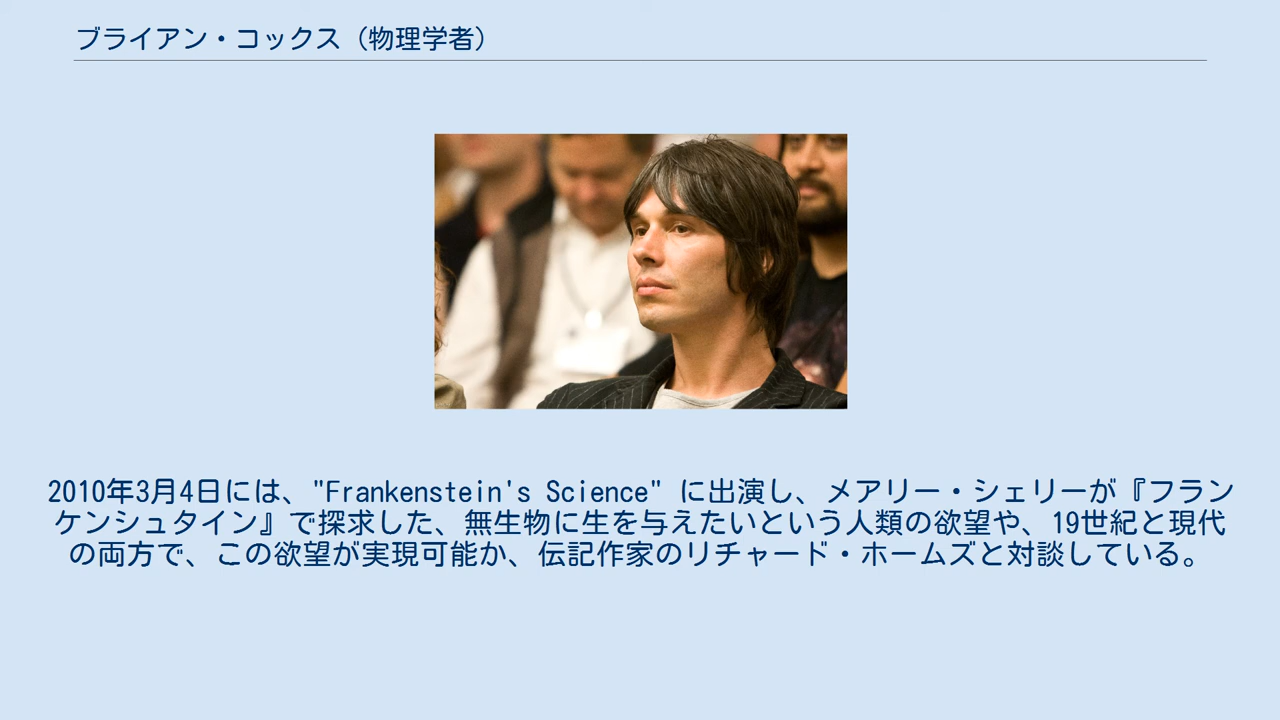 ブライアン・コックス（物理学者）
2010年3月4日には、"Frankenstein's Science" に出演し、メアリー・シェリーが『フラン
ケンシュタイン』で探求した、無生物に生を与えたいという人類の欲望や、19世紀と現代
の両方で、この欲望が実現可能か、伝記作家のリチャード・ホームズと対談している。